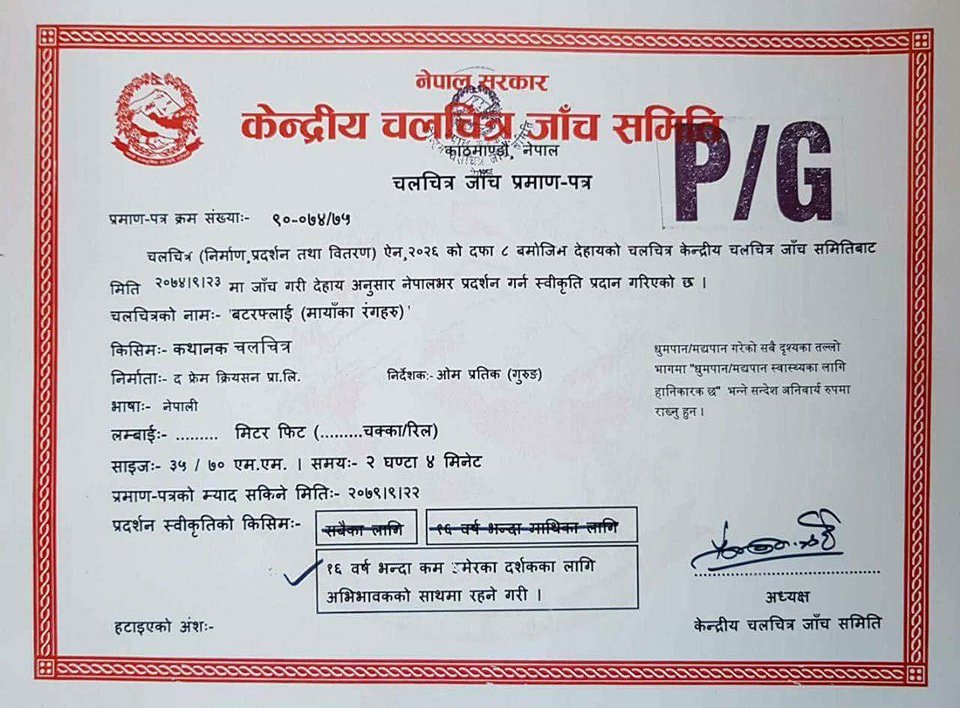 नेपाल सरकार
केन्द्रीय चलचित्र जाँच समिति
काठमाण्डौ, नेपाल
P/G
चलचित्र जाँच प्रमाण-पत्र
प्रमाण-पत्र क्रम संख्याः- ९०-०७४/७५
चलचित्र (निर्माण,प्रदर्शन तथा वितरण) ऐन,२०२६ को दफा ८ बमोजिम देहायको चलचित्र केन्द्रीय चलचित्र जाँच समितिबाट
मिति २०७४।९।२३ मा जाँच गरी देहाय अनुसार नेपालभर प्रदर्शन गर्न स्वीकृति प्रदान गरिएको छ ।
चलचित्रको नामः- 'बटरफ्लाई (मायाँका रंगहरु)'
किसिमः- कथानक चलचित्र
निर्माताः- द फ्रेम क्रियसन प्रा.लि. निर्देशकः- ओम प्रतिक (गुरुङ)
धुमपान/मद्यपान गरेको सबै दृश्यका तल्लो
भागमा "धुमपान/मद्यपान स्वास्थ्यका लागि
हानिकारक छ" भन्ने सन्देश अनिवार्य रुपमा
राख्नु हुन ।
भाषाः- नेपाली
लम्बाईः- ......... मिटर फिट (.........चक्का/रिल)
साइजः- ३५ / ७० एम.एम. । समयः- २ घण्टा ४ मिनेट
प्रमाण-पत्रको म्याद सकिने मितिः- २०७९।९।२२
प्रदर्शन स्वीकृतिको किसिमः- सबैका लागि १६ वर्ष भन्दा माथिका लागि
१६ वर्ष भन्दा कम उमेरका दर्शकका लागि
अभिभावकको साथमा रहने गरी ।
हटाइएको अंशः-
अध्यक्ष
केन्द्रीय चलचित्र जाँच समिति